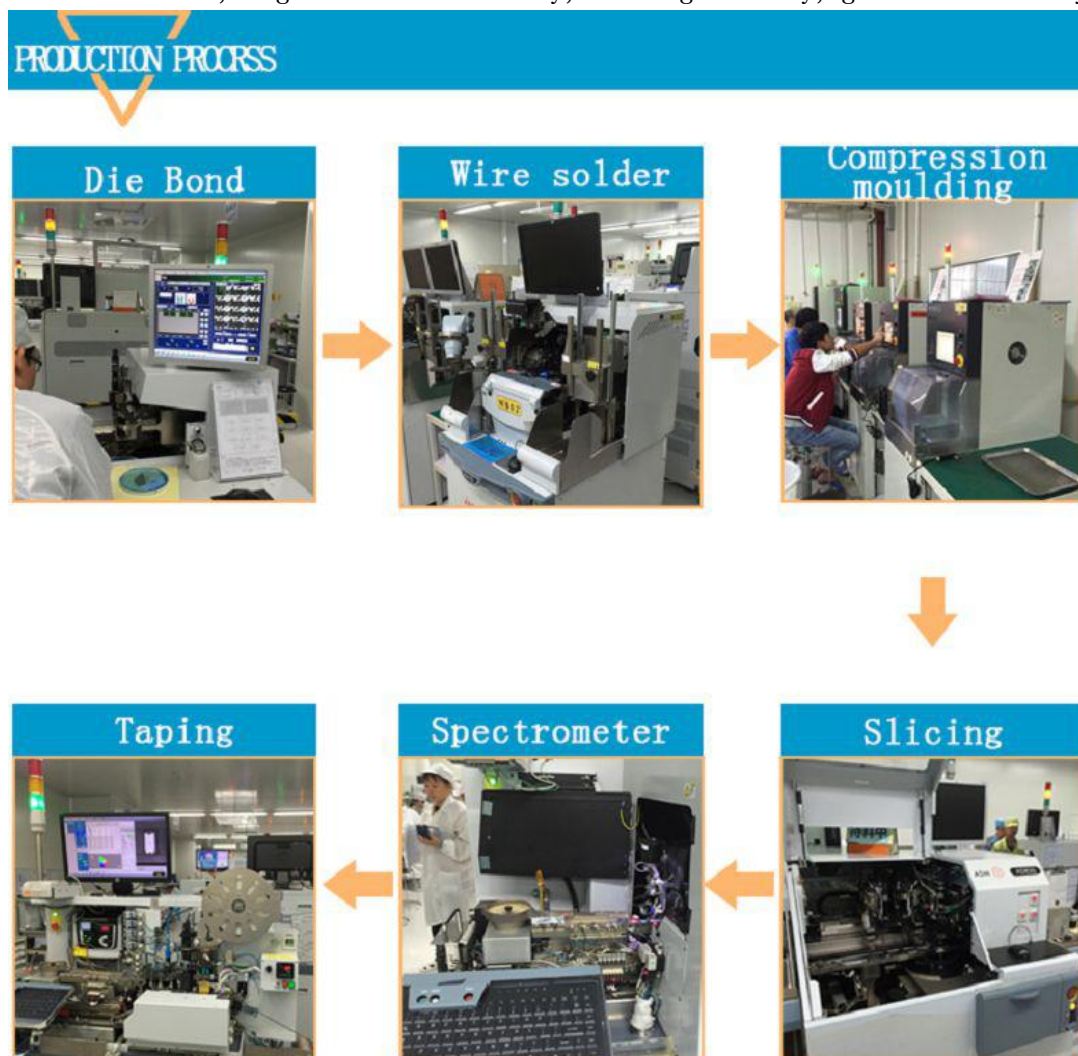 PRODUCTION PROCRSS
Die Bond
Wire solder
Compression
moulding
Slicing
Spectrometer
Taping